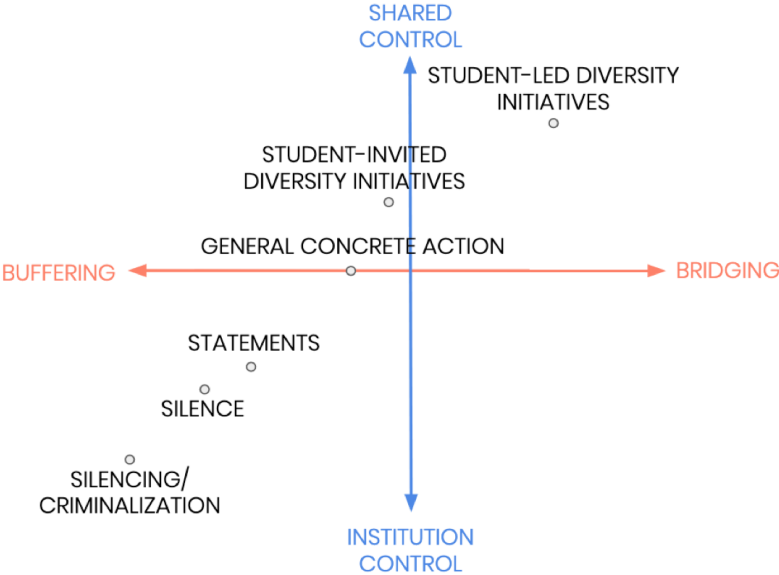 SHARED
CONTROL
STUDENT-LED DIVERSITY
INITIATIVES
STUDENT-INVITED
DIVERSITY INITIATIVES
GENERAL CONCRETE ACTION
BUFFERING
BRIDGING
STATEMENTS
SILENCE
SILENCING/
CRIMINALIZATION
INSTITUTION
CONTROL